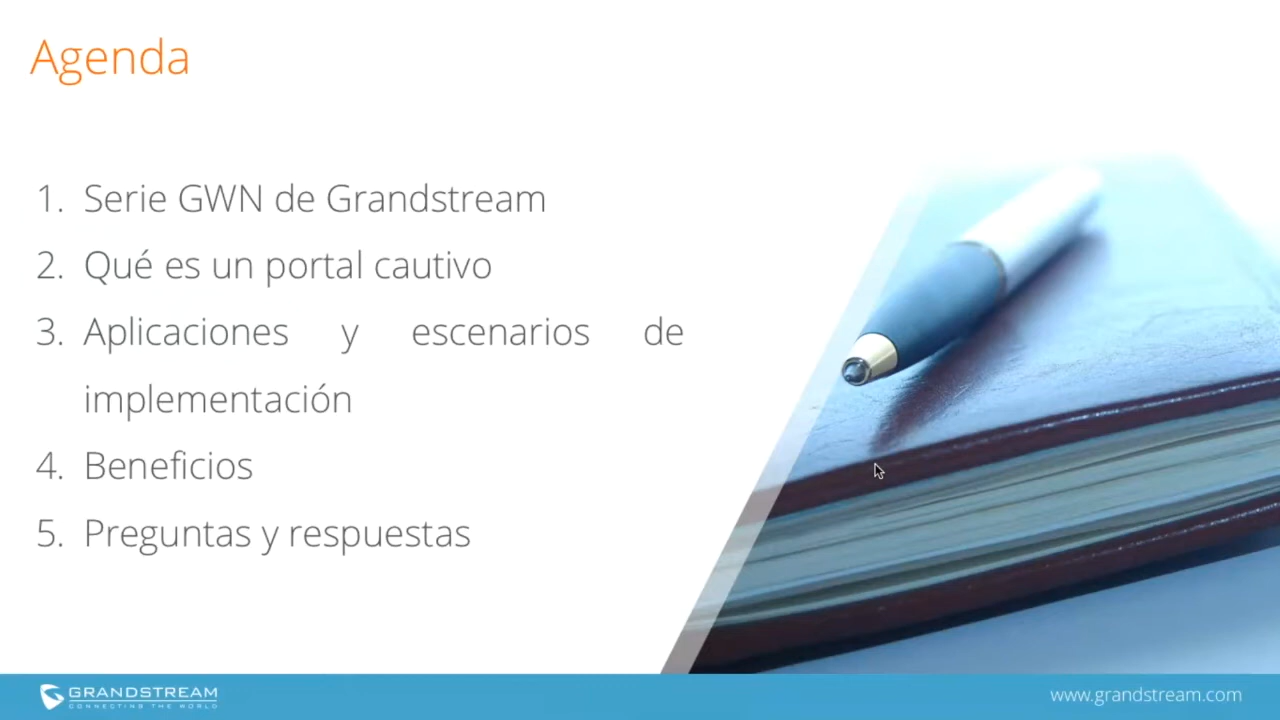 Agenda
1. Serie GWN de Grandstream
2. Qué es un portal cautivo
3. Aplicaciones y escenarios de
implementación
4. Beneficios
5. Preguntas y respuestas
GRANDSTREAM
CONNECTING THE WORLD
www.grandstream.com